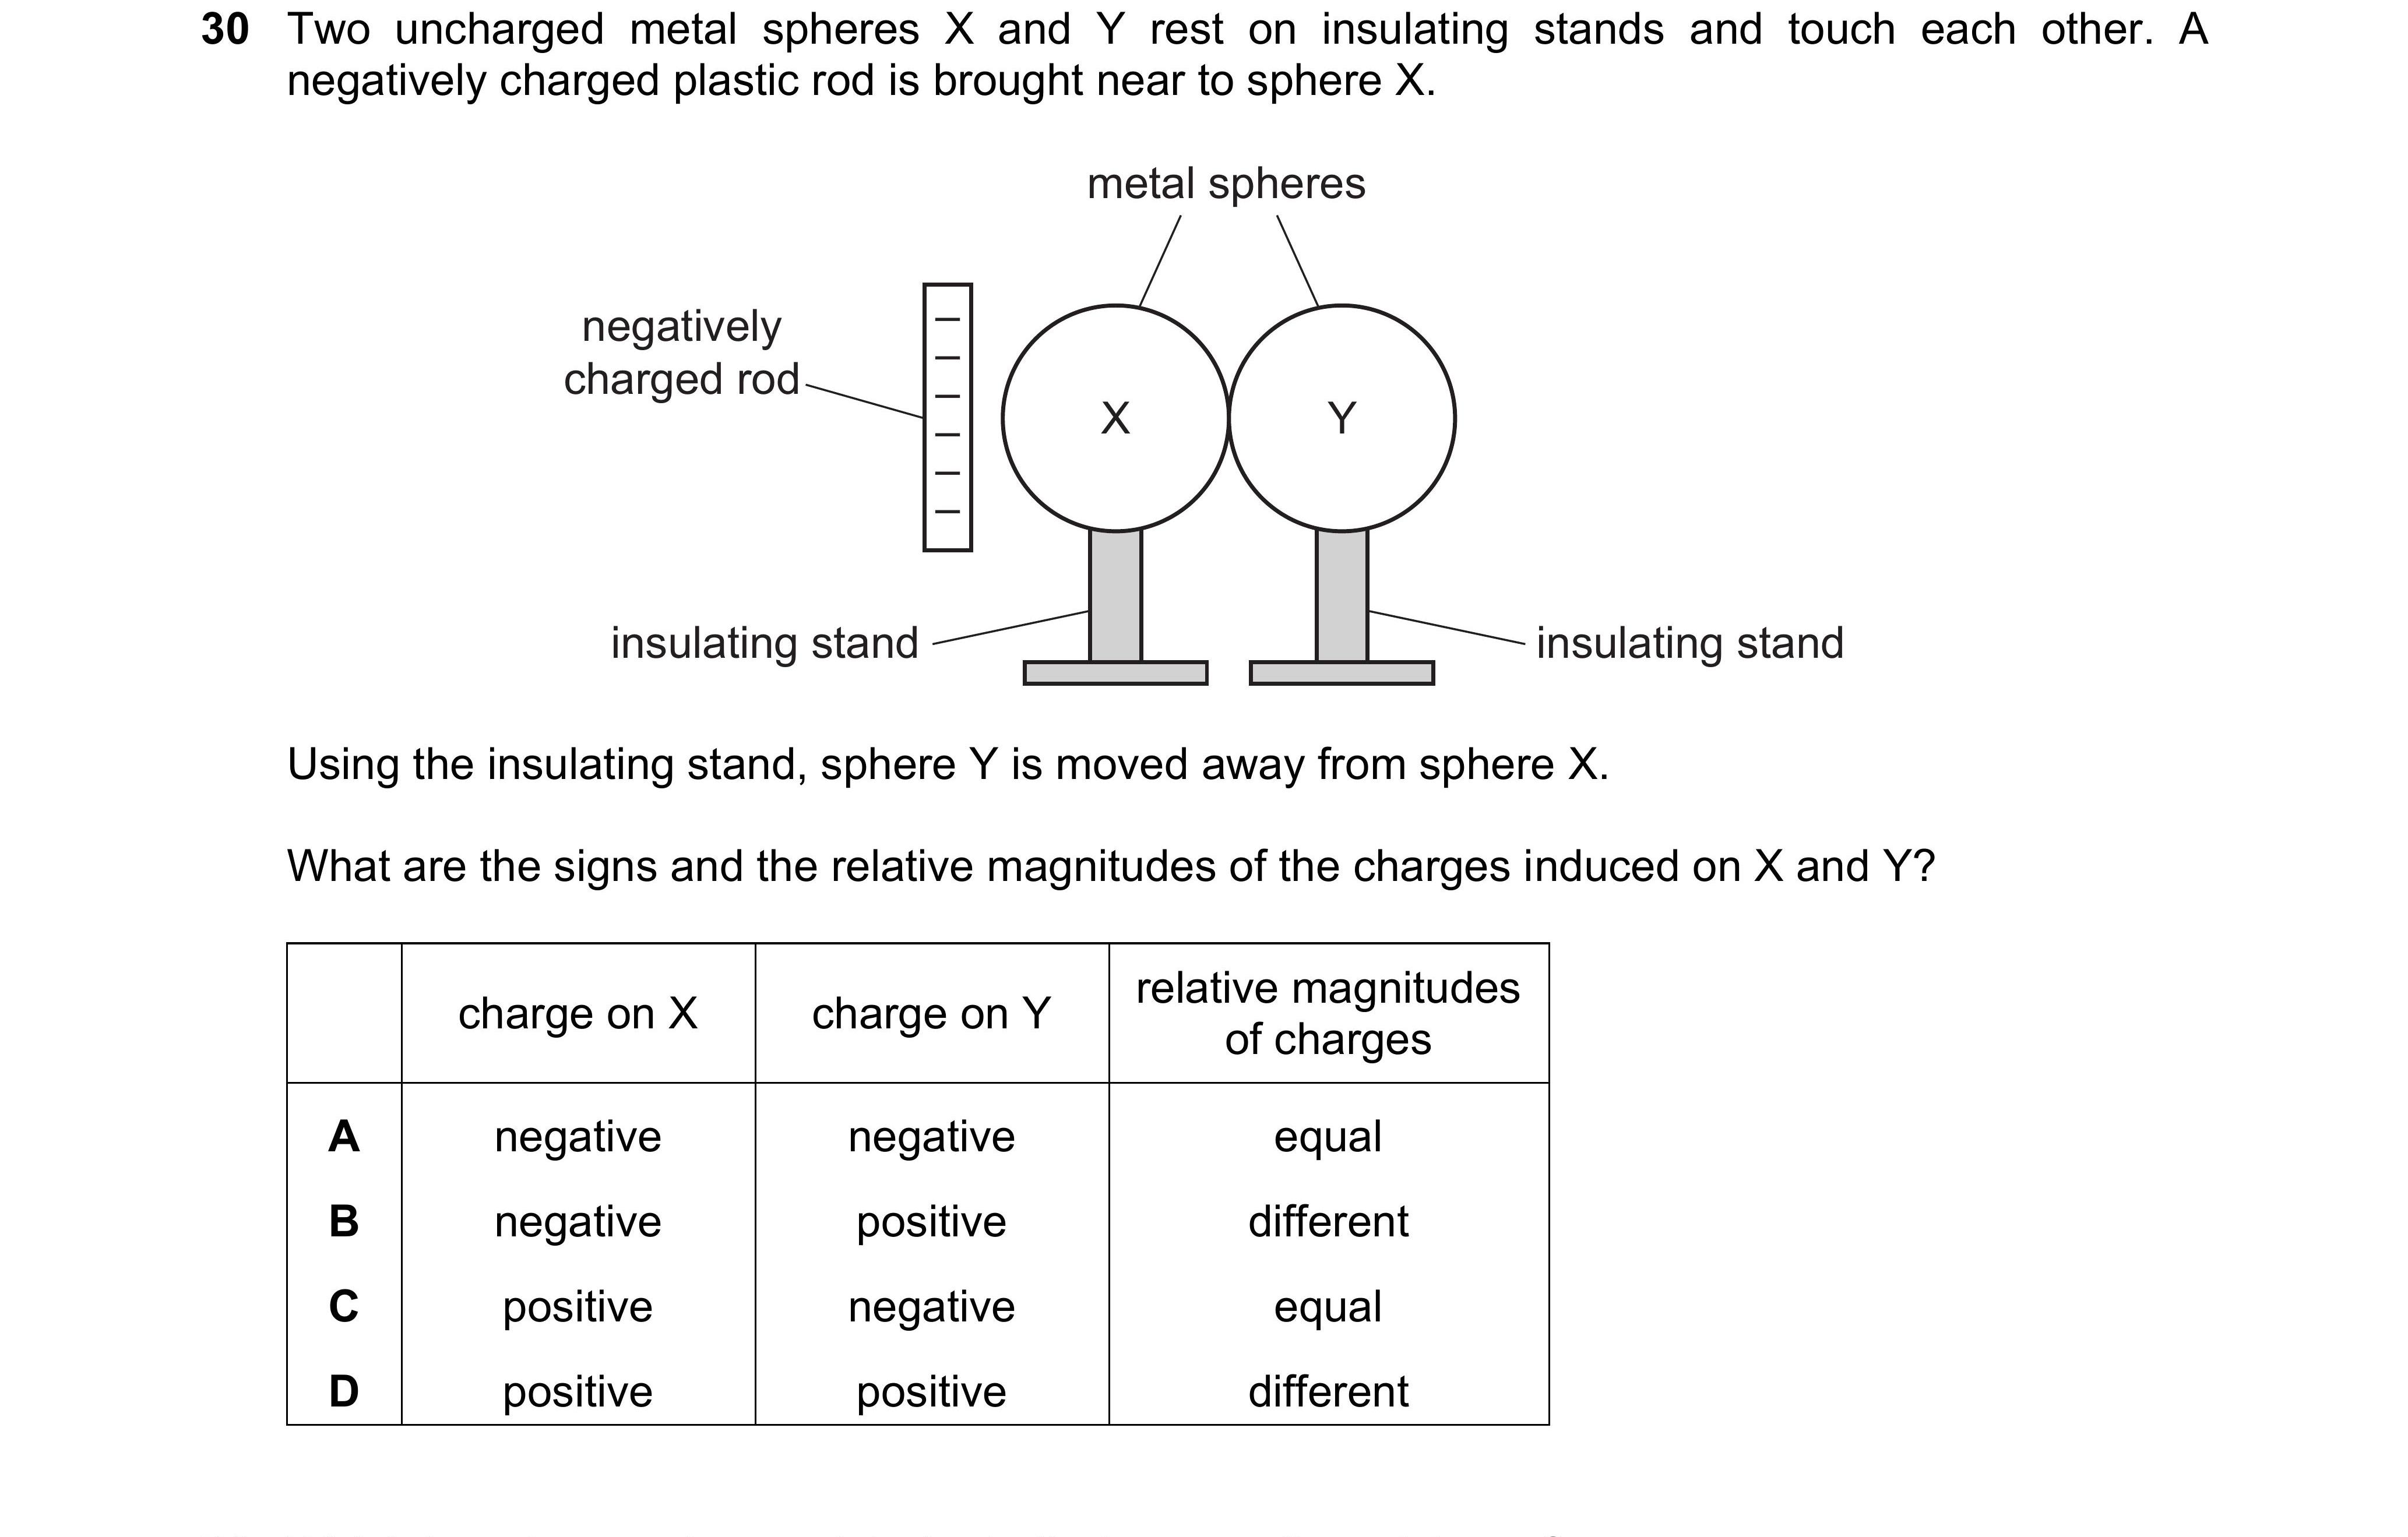 30 Two uncharged metal spheres X and Y rest on insulating stands and touch each other. A
negatively charged plastic rod is brought near to sphere X.
metal spheres
negatively
charged rod
X
Y
insulating stand
insulating stand
Using the insulating stand, sphere Y is moved away from sphere X.
What are the signs and the relative magnitudes of the charges induced on X and Y?
charge on X charge on Y relative magnitudes
of charges
A negative negative equal
B negative positive different
C positive negative equal
D positive positive different